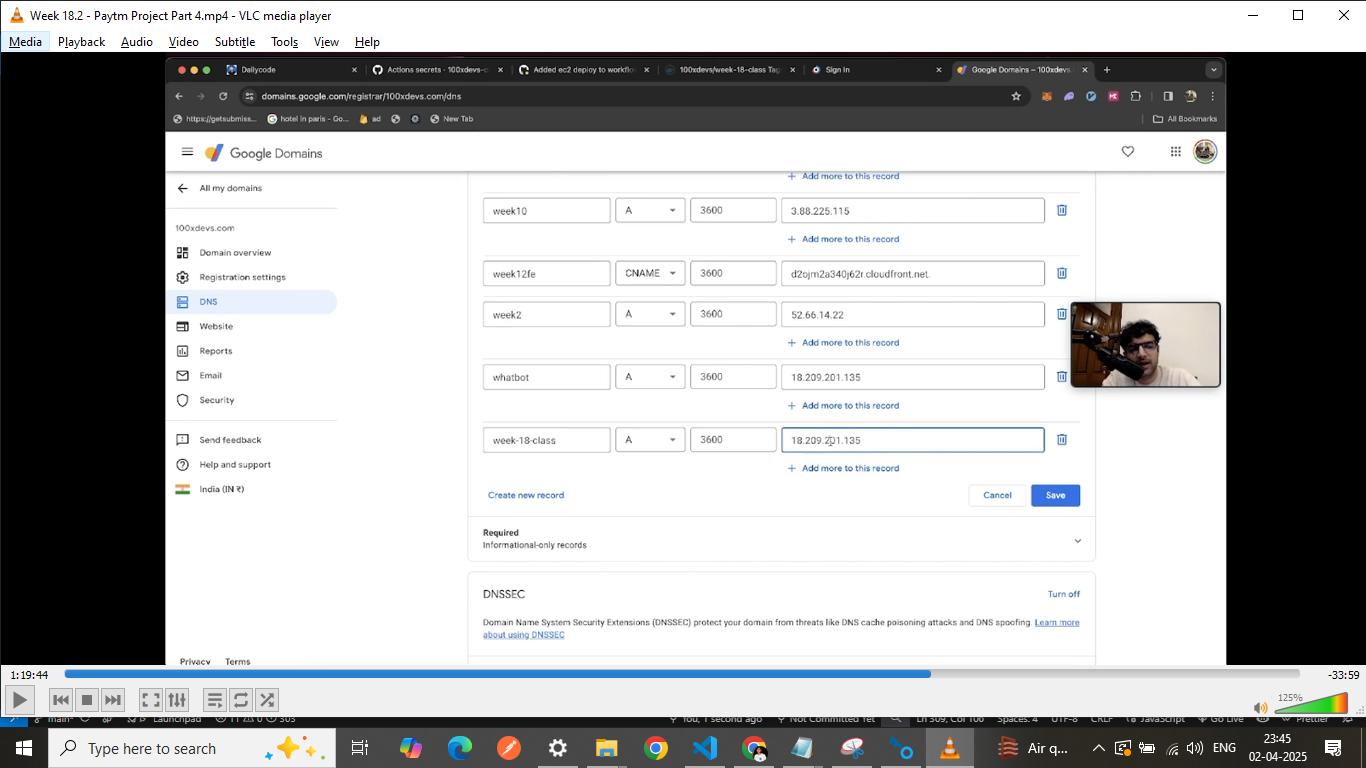 Week 18.2 - Paytm Project Part 4.mp4 - VLC media player
Media Playback Audio Video Subtitle Tools View Help
Dailycode
Actions secrets · 100xdevs-c
Added ec2 deploy to workflow
100xdevs/week-18-class Tag
Sign In
Google Domains – 100xdevs.
domains.google.com/registrar/100xdevs.com/dns
https://getsubmiss...
hotel in paris - Go...
ad
New Tab
All Bookmarks
Google Domains
All my domains
100xdevs.com
Domain overview
Registration settings
DNS
Website
Reports
Email
Security
Send feedback
Help and support
India (IN ₹)
Privacy Terms
Add more to this record
week10 A 3600 3.88.225.115
Add more to this record
week12fe CNAME 3600 d2ojm2a340j62r.cloudfront.net.
week2 A 3600 52.66.14.22
Add more to this record
whatbot A 3600 18.209.201.135
Add more to this record
week-18-class A 3600 18.209.201.135
Add more to this record
Create new record Cancel Save
Required
Informational-only records
DNSSEC Turn off
Domain Name System Security Extensions (DNSSEC) protect your domain from threats like DNS cache poisoning attacks and DNS spoofing. Learn more
about using DNSSEC
1:19:44 -33:59
125%
main* Launchpad 11 0 303 You, 1 second ago Not Committed Yet Ln 309, Col 106 Spaces: 4 UTF-8 CRLF JavaScript Go Live Prettier
Type here to search
Air q...
ENG
23:45
02-04-2025